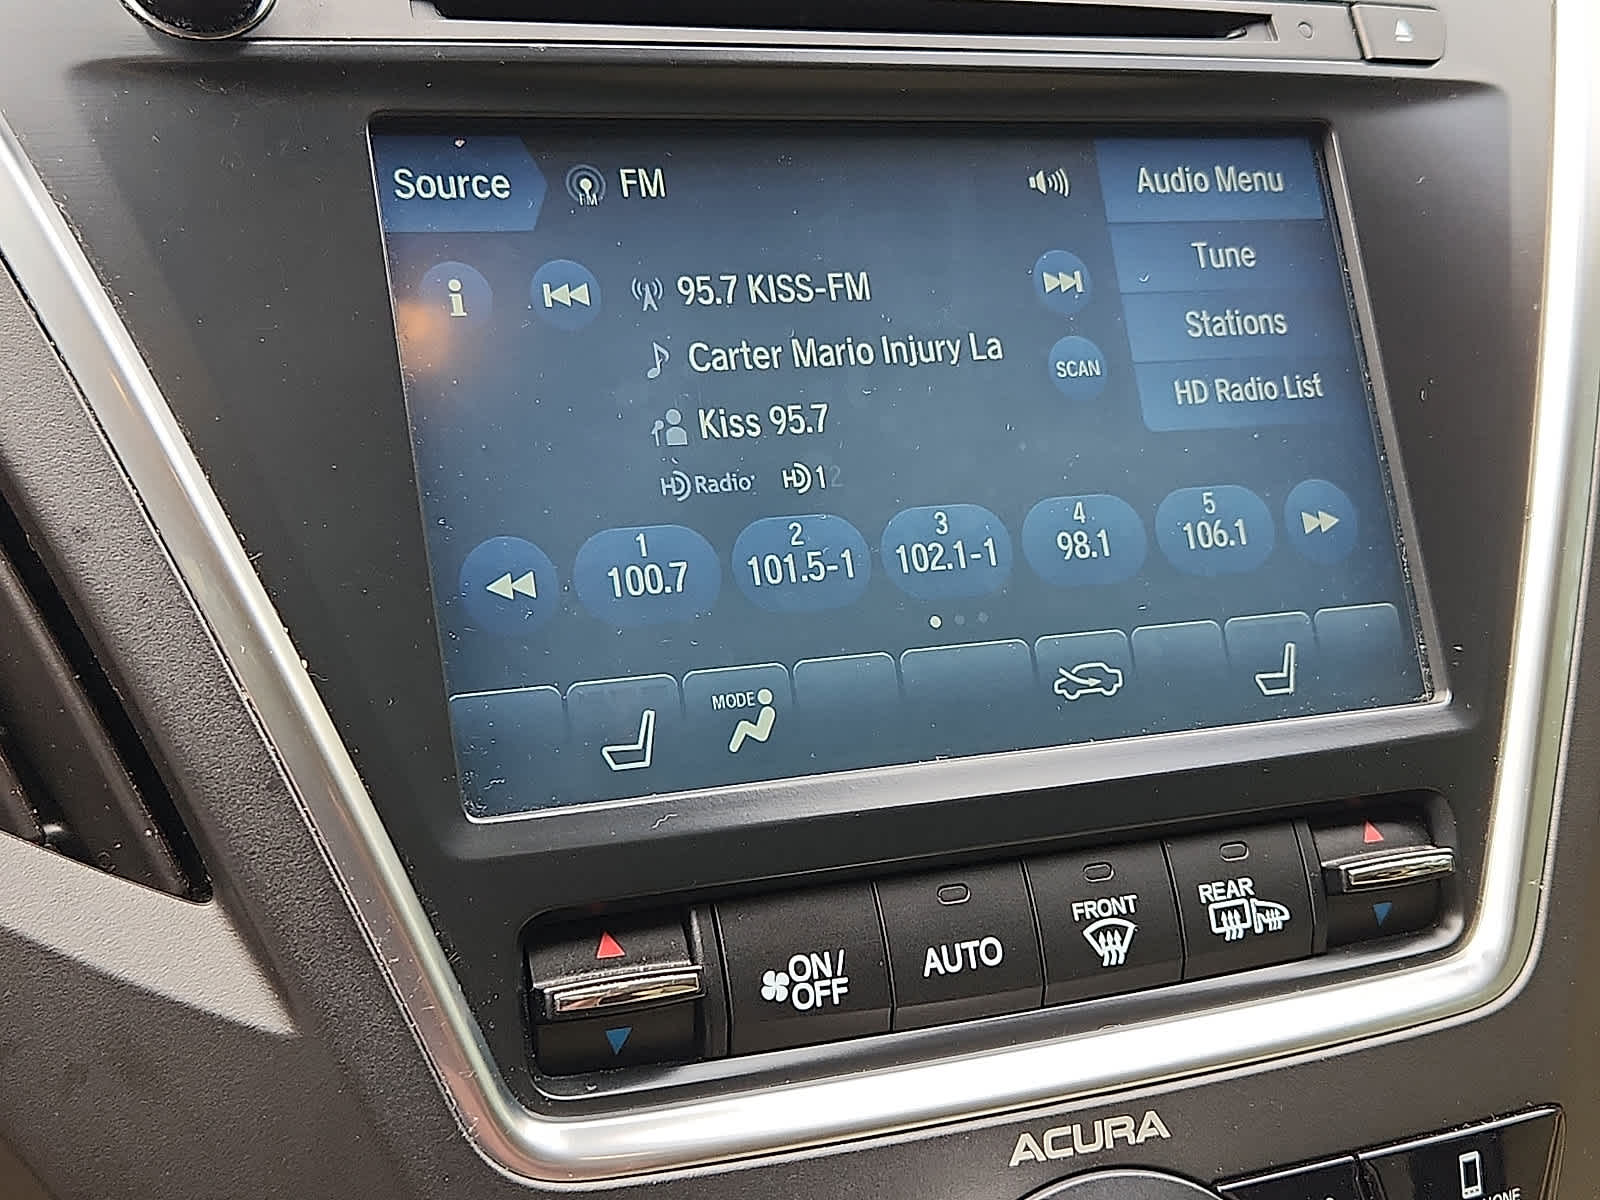 Source
FM
FM
Audio Menu
Tune
Stations
HD Radio List
i
95.7 KISS-FM
Carter Mario Injury La
SCAN
Kiss 95.7
HD Radio HD1 2
1
100.7
2
101.5-1
3
102.1-1
4
98.1
5
106.1
MODE
ON/
OFF
AUTO
FRONT
REAR
ACURA